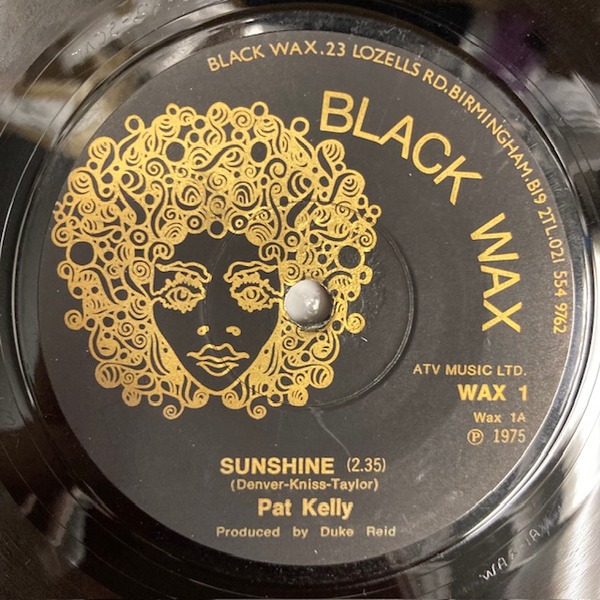 BLACK WAX.23 LOZELLS RD.BIRMINGHAM.B19 2TL.021 554 9762
BLACK WAX
ATV MUSIC LTD.
WAX 1
Wax 1A
℗ 1975
SUNSHINE (2.35)
(Denver-Kniss-Taylor)
Pat Kelly
Produced by Duke Reid